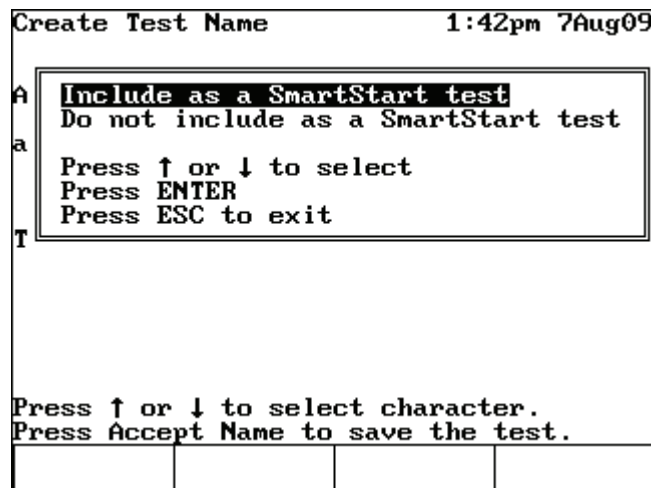 Create Test Name 1:42pm 7Aug09
A
Include as a SmartStart test
Do not include as a SmartStart test
a
Press ↑ or ↓ to select
Press ENTER
Press ESC to exit
T
Press ↑ or ↓ to select character.
Press Accept Name to save the test.